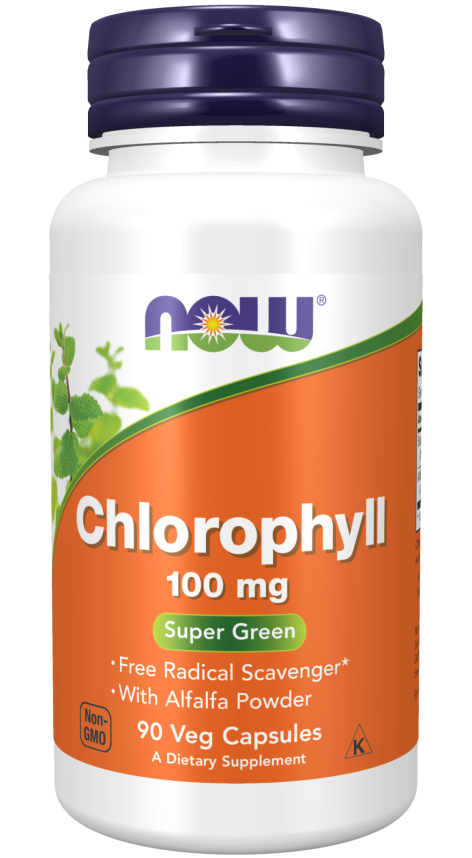 now®
Chlorophyll
100 mg
Super Green
• Free Radical Scavenger*
• With Alfalfa Powder
Non-
GMO
90 Veg Capsules
K
A Dietary Supplement